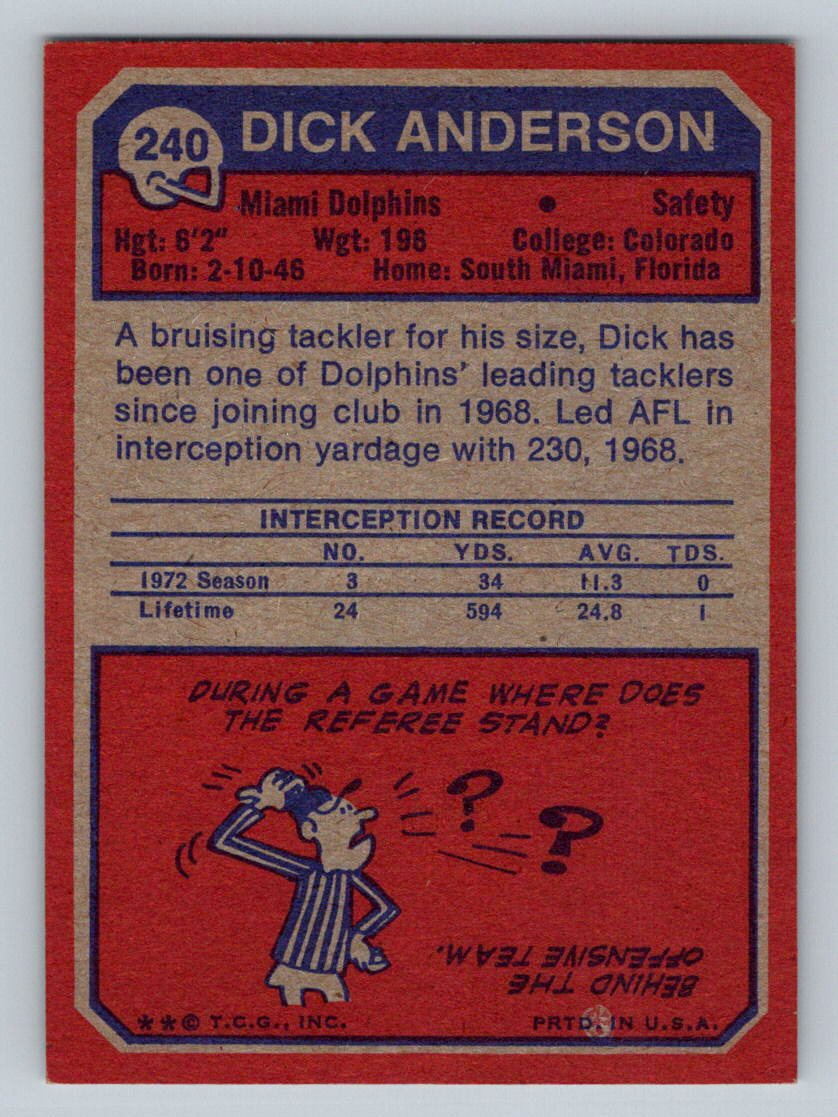 240
DICK ANDERSON
Miami Dolphins • Safety
Hgt: 6'2" Wgt: 196 College: Colorado
Born: 2-10-46 Home: South Miami, Florida
A bruising tackler for his size, Dick has
been one of Dolphins' leading tacklers
since joining club in 1968. Led AFL in
interception yardage with 230, 1968.
INTERCEPTION RECORD
NO. YDS. AVG. TDS.
1972 Season 3 34 11.3 0
Lifetime 24 594 24.8 1
DURING A GAME WHERE DOES
THE REFEREE STAND?
? ?
BEHIND THE
OFFENSIVE TEAM.
**© T.C.G., INC. PRTD. IN U.S.A.